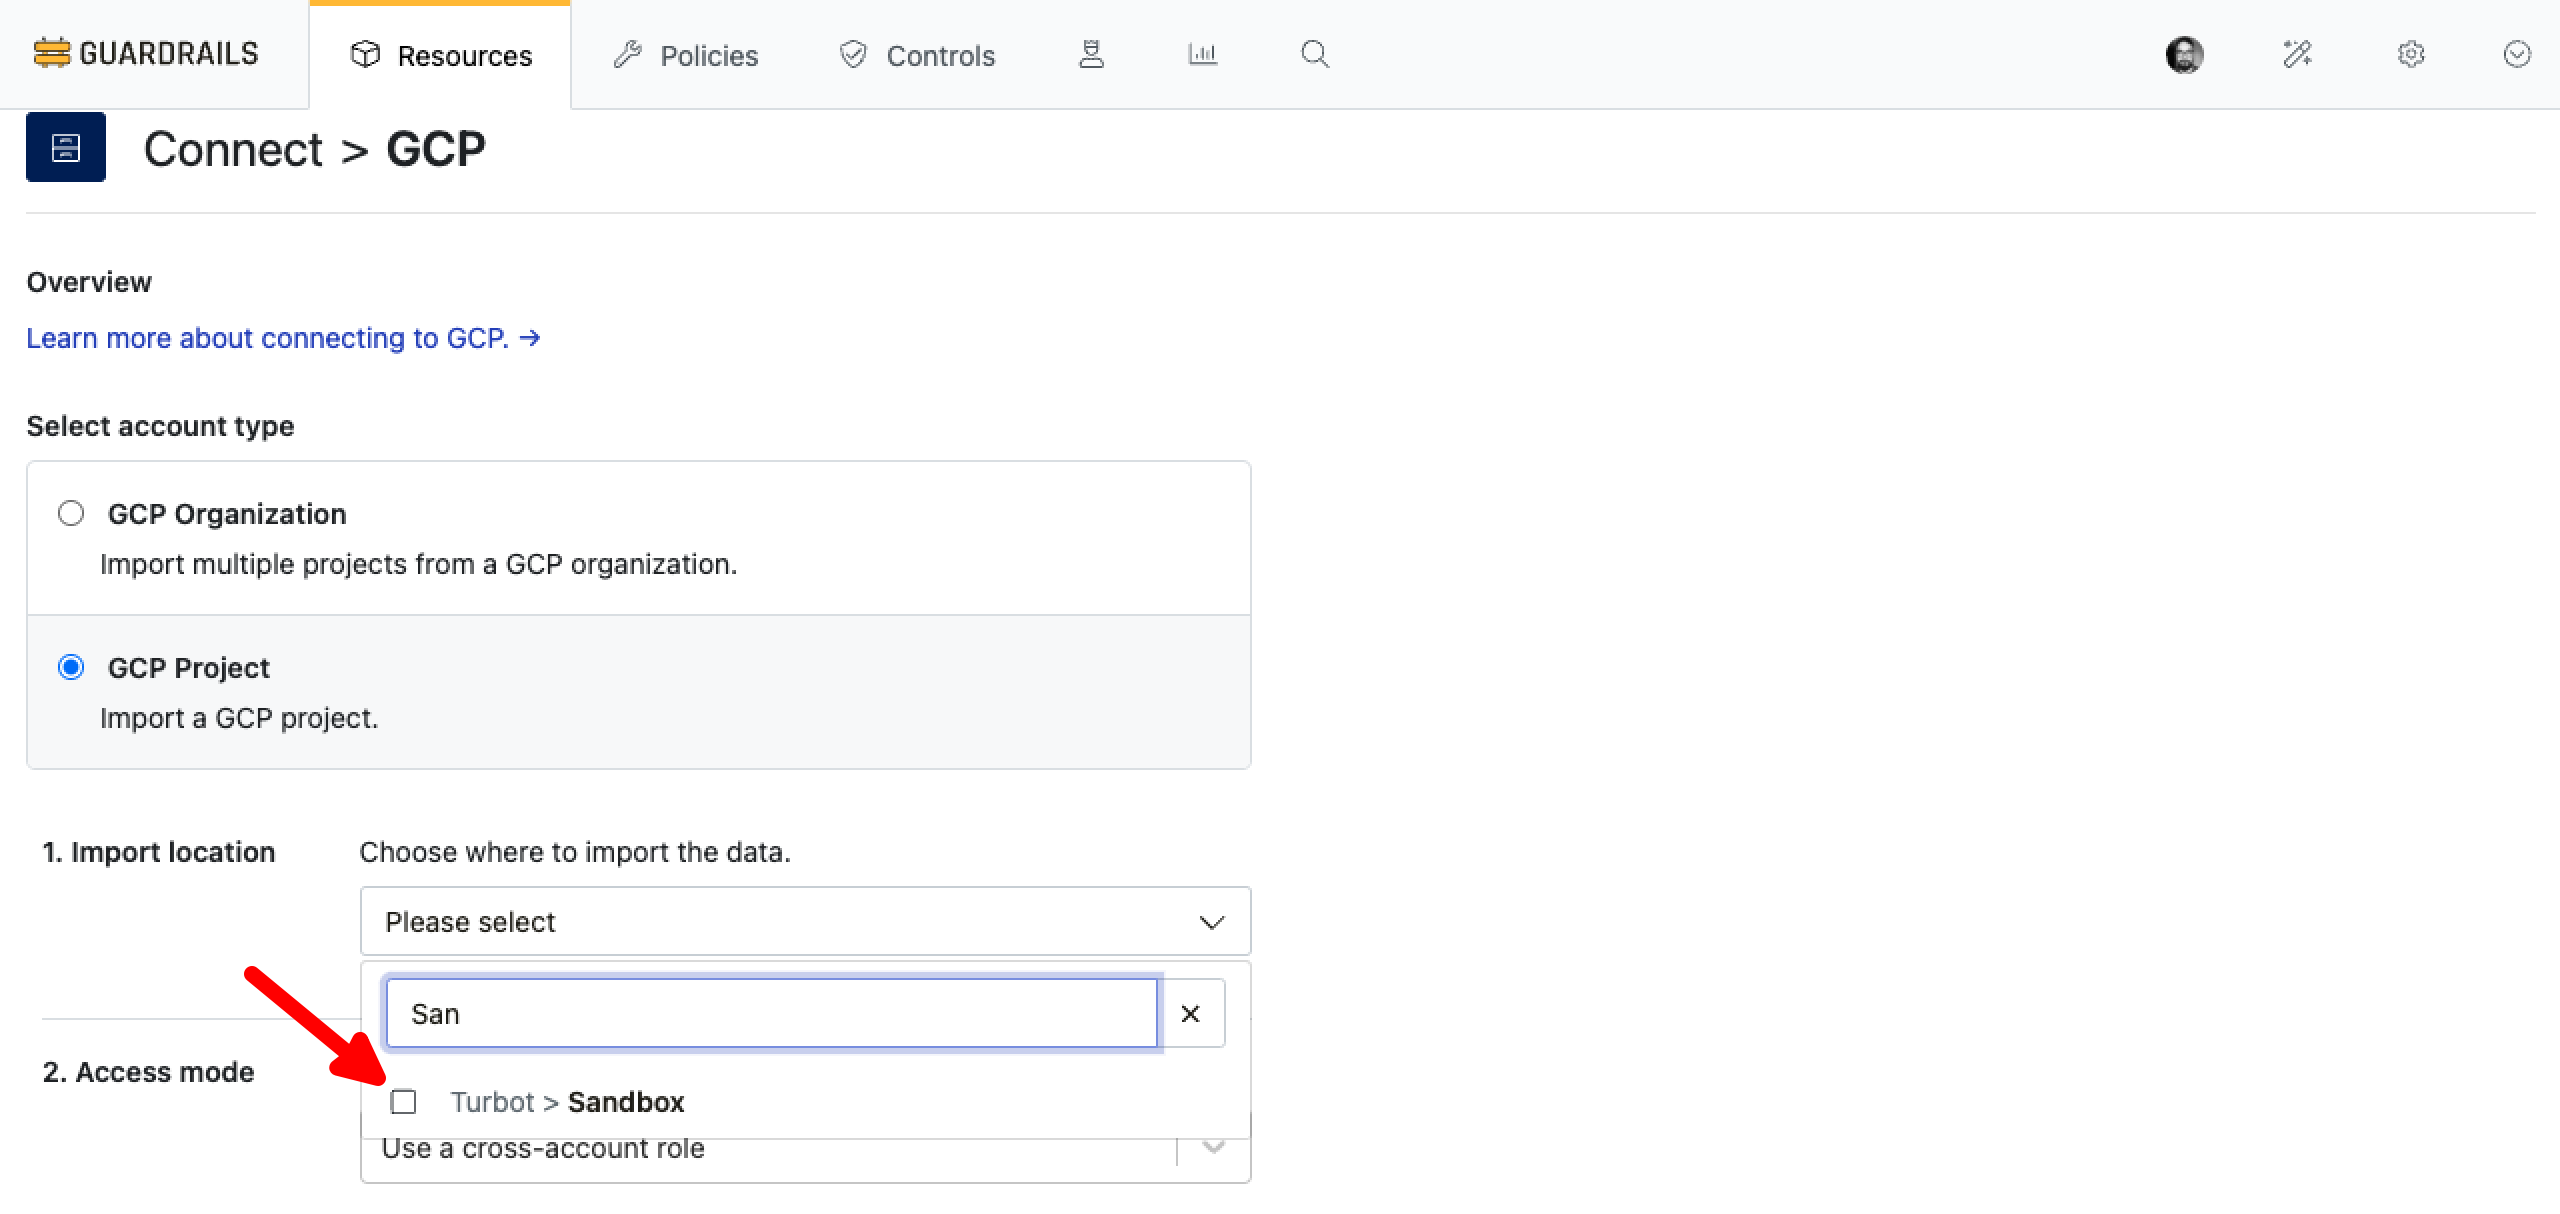 GUARDRAILS
Resources
Policies
Controls
Connect > GCP
Overview
Learn more about connecting to GCP. →
Select account type
GCP Organization
Import multiple projects from a GCP organization.
GCP Project
Import a GCP project.
1. Import location
Choose where to import the data.
Please select
San
2. Access mode
Turbot > Sandbox
Use a cross-account role